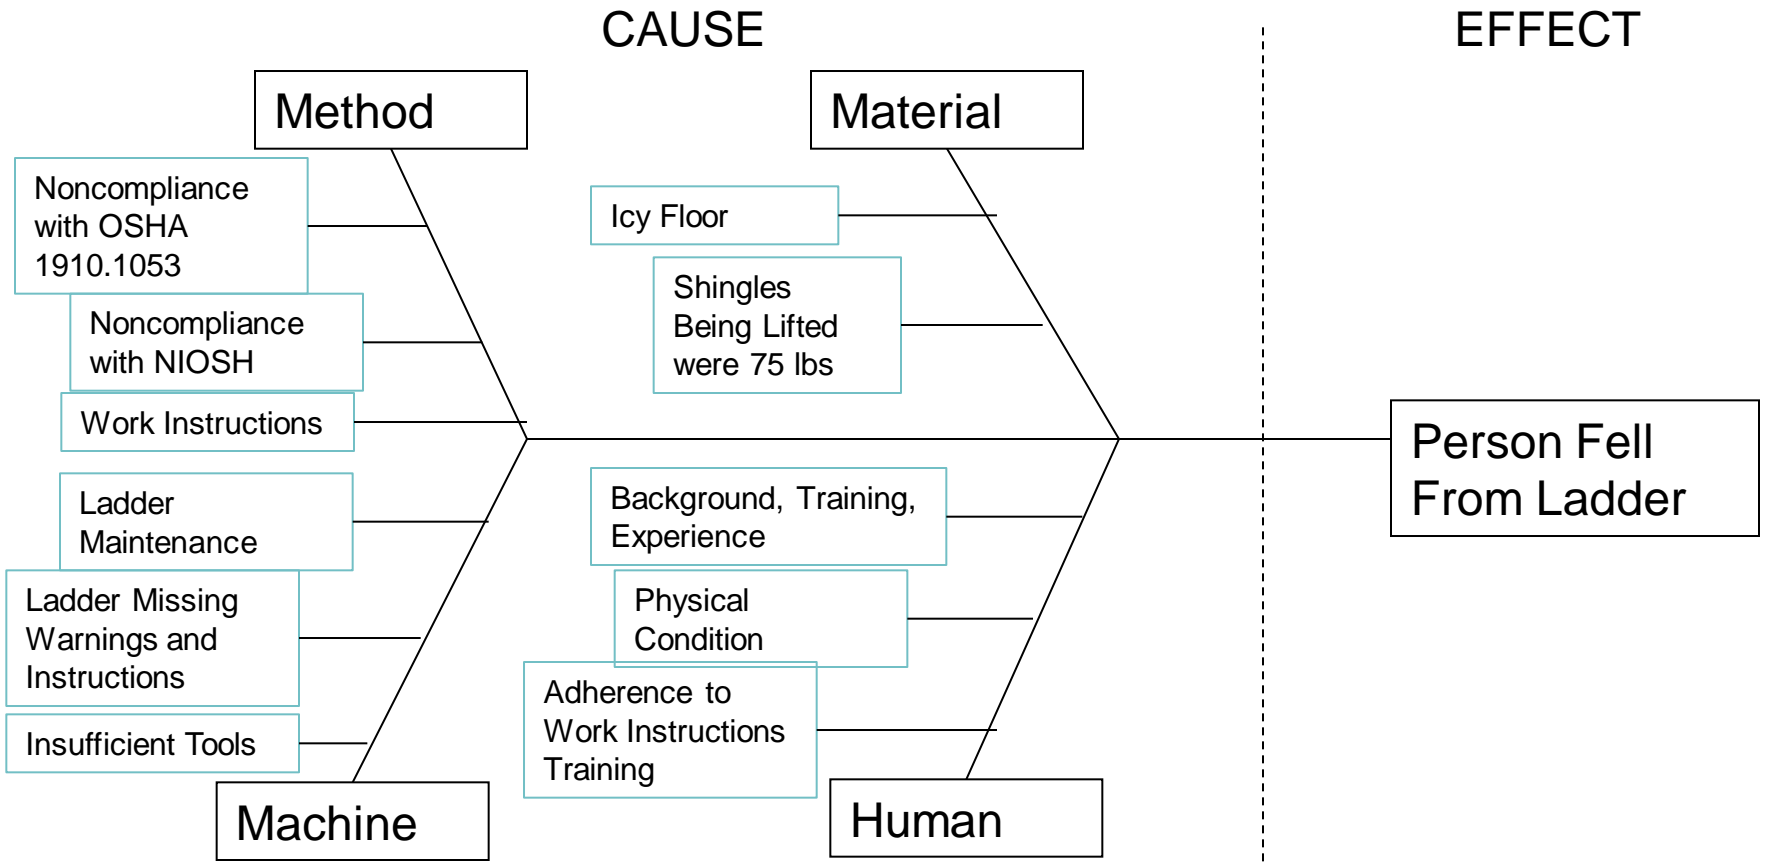 CAUSE
EFFECT
Method
Material
Noncompliance
with OSHA
1910.1053
Noncompliance
with NIOSH
Work Instructions
Icy Floor
Shingles
Being Lifted
were 75 lbs
Person Fell
From Ladder
Ladder
Maintenance
Ladder Missing
Warnings and
Instructions
Insufficient Tools
Background, Training,
Experience
Physical
Condition
Adherence to
Work Instructions
Training
Machine
Human